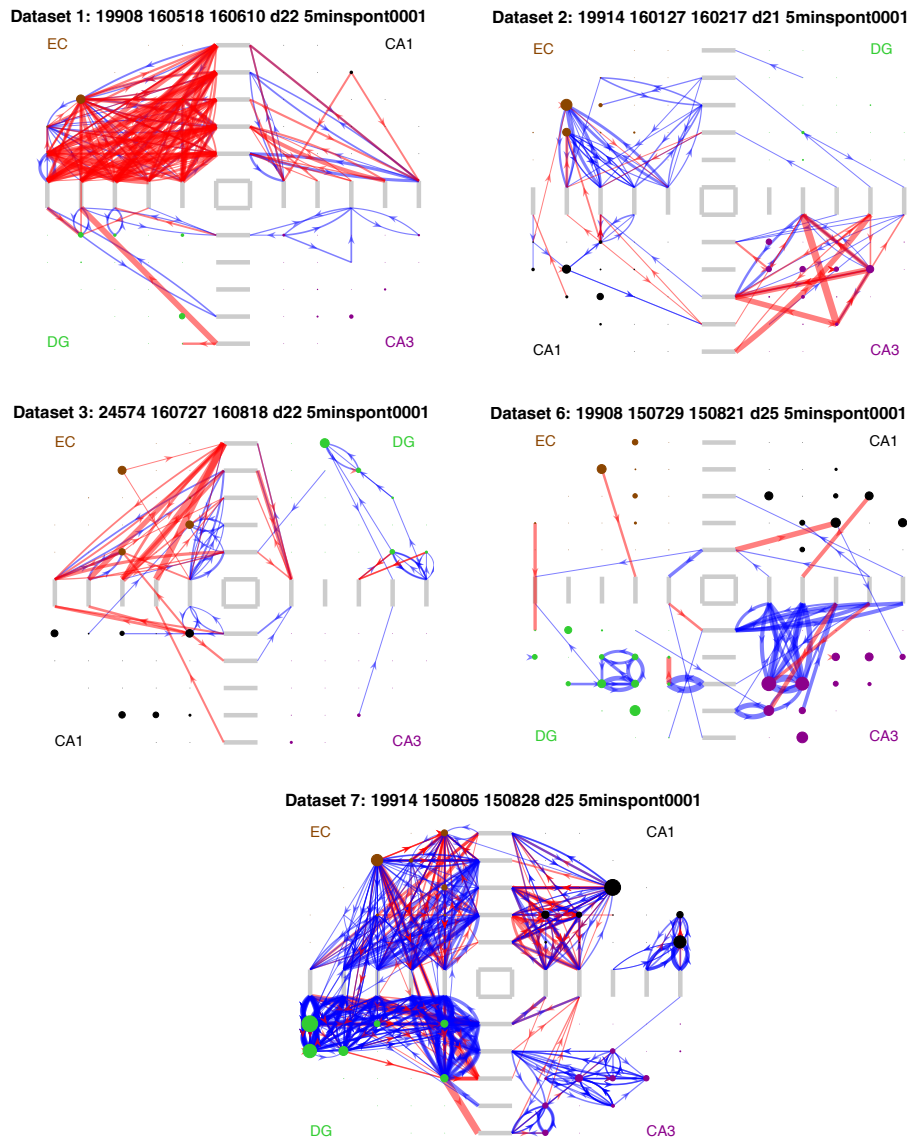 Dataset 1: 19908 160518 160610 d22 5minspont0001
EC
CA1
DG
CA3
Dataset 2: 19914 160127 160217 d21 5minspont0001
EC
DG
CA1
CA3
Dataset 3: 24574 160727 160818 d22 5minspont0001
EC
DG
CA1
CA3
Dataset 6: 19908 150729 150821 d25 5minspont0001
EC
CA1
DG
CA3
Dataset 7: 19914 150805 150828 d25 5minspont0001
EC
CA1
DG
CA3